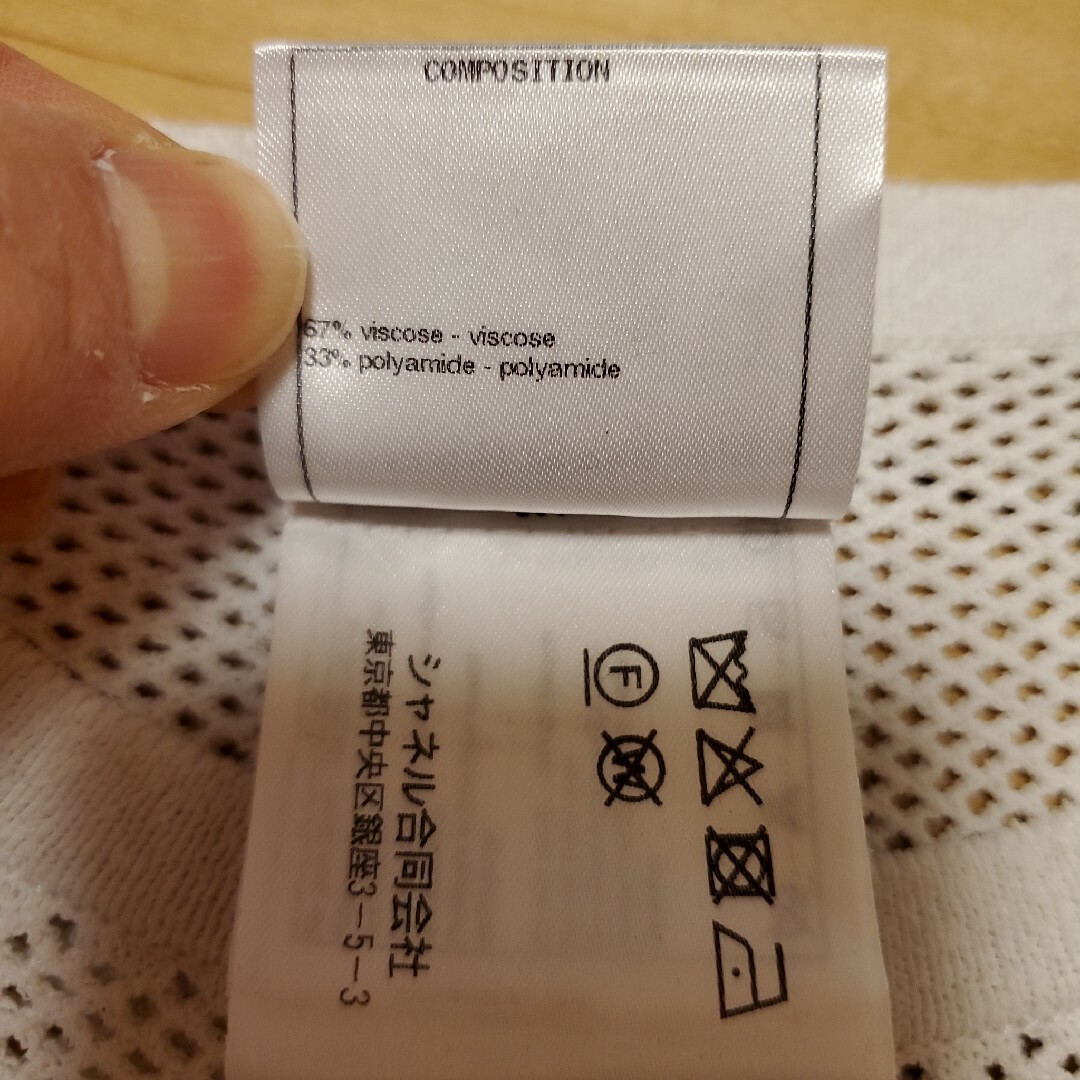 COMPOSITION
67% viscose - viscose
33% polyamide - polyamide
F
W
シャネル合同会社
東京都中央区銀座3-5-3